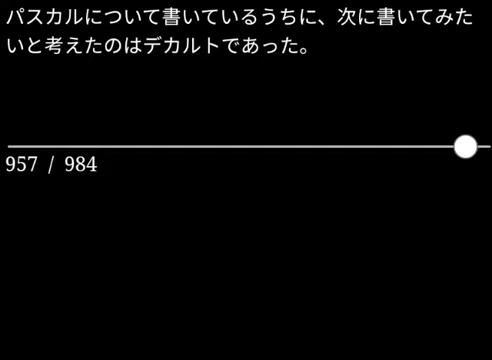 パスカルについて書いているうちに、次に書いてみた
いと考えたのはデカルトであった。
957 / 984